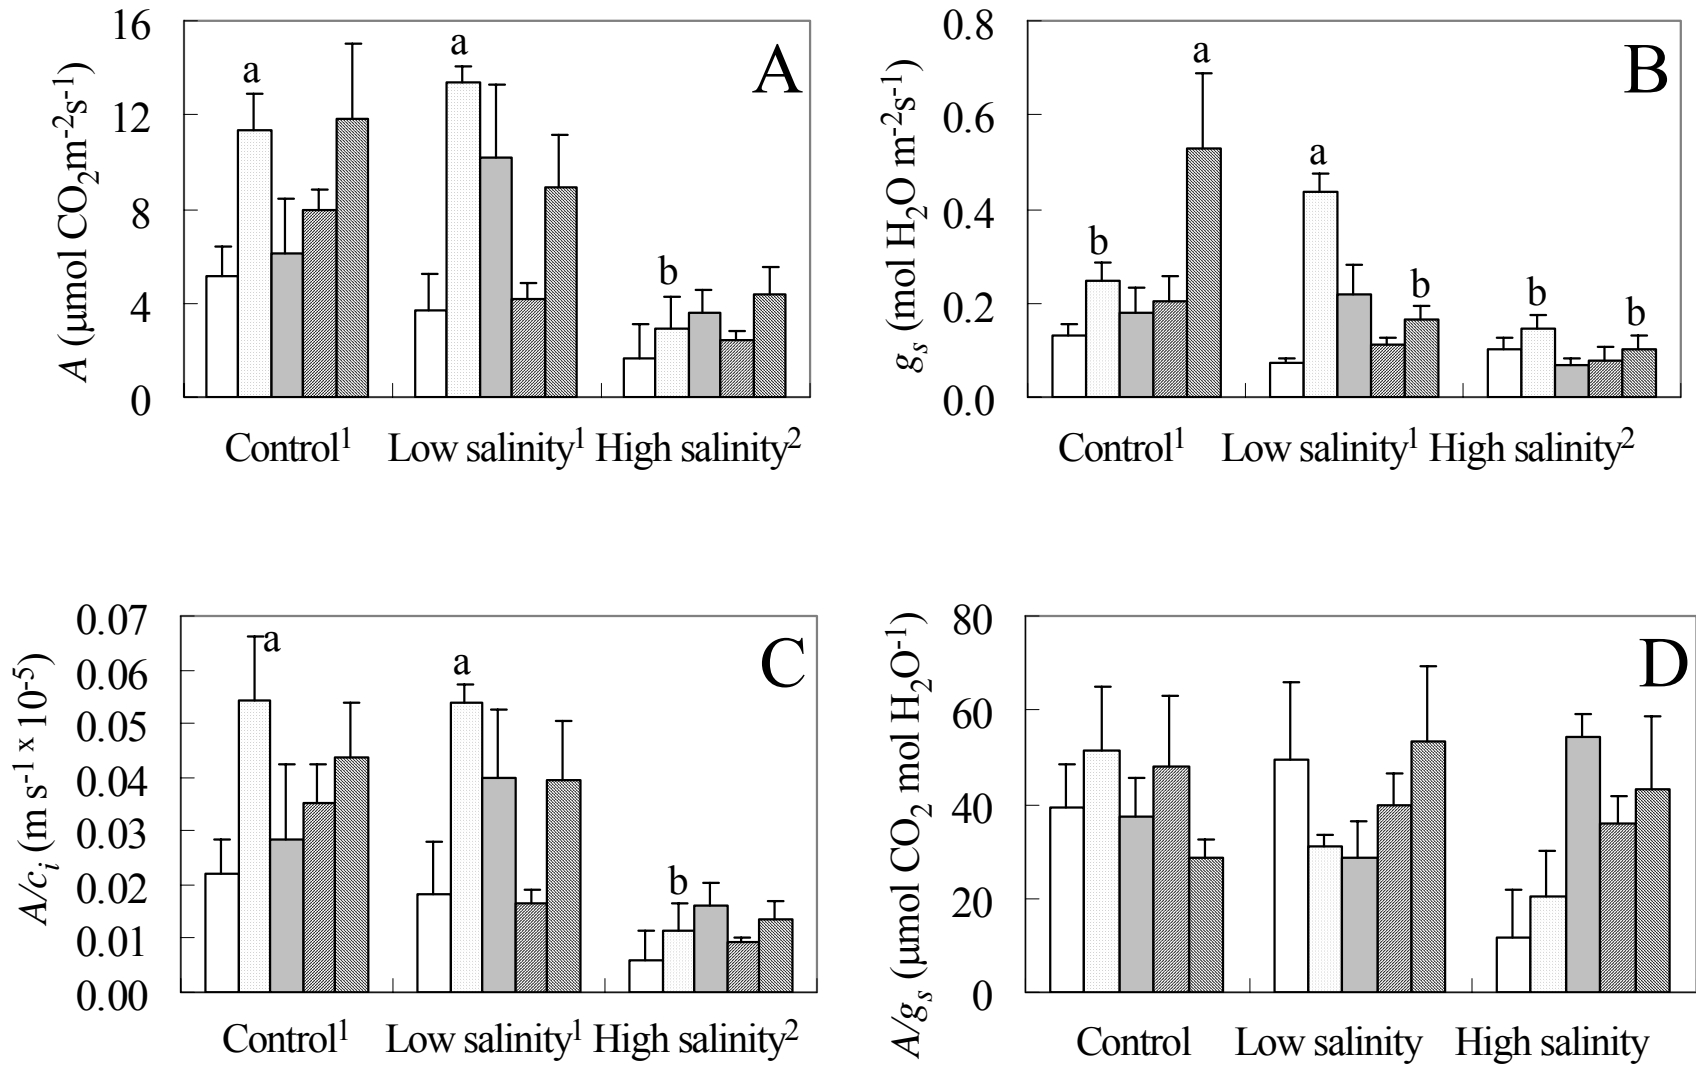 A (μmol CO₂m⁻²s⁻¹)
16
12
8
4
0
a
a
b
A
Control¹ Low salinity¹ High salinity²
gₛ (mol H₂O m⁻²s⁻¹)
0.8
0.6
0.4
0.2
0.0
b
a
a
b
b
b
B
Control¹ Low salinity¹ High salinity²
A/cᵢ (m s⁻¹ ˣ 10⁻⁵)
0.07
0.06
0.05
0.04
0.03
0.02
0.01
0.00
a
a
b
C
Control¹ Low salinity¹ High salinity²
A/gₛ (μmol CO₂ mol H₂O⁻¹)
80
60
40
20
0
D
Control Low salinity High salinity